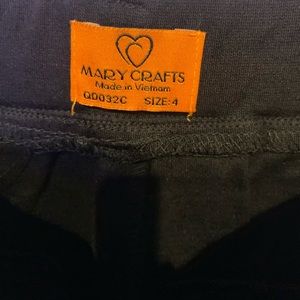 MARY CRAFTS
Made in Vietnam
QD032C SIZE:4